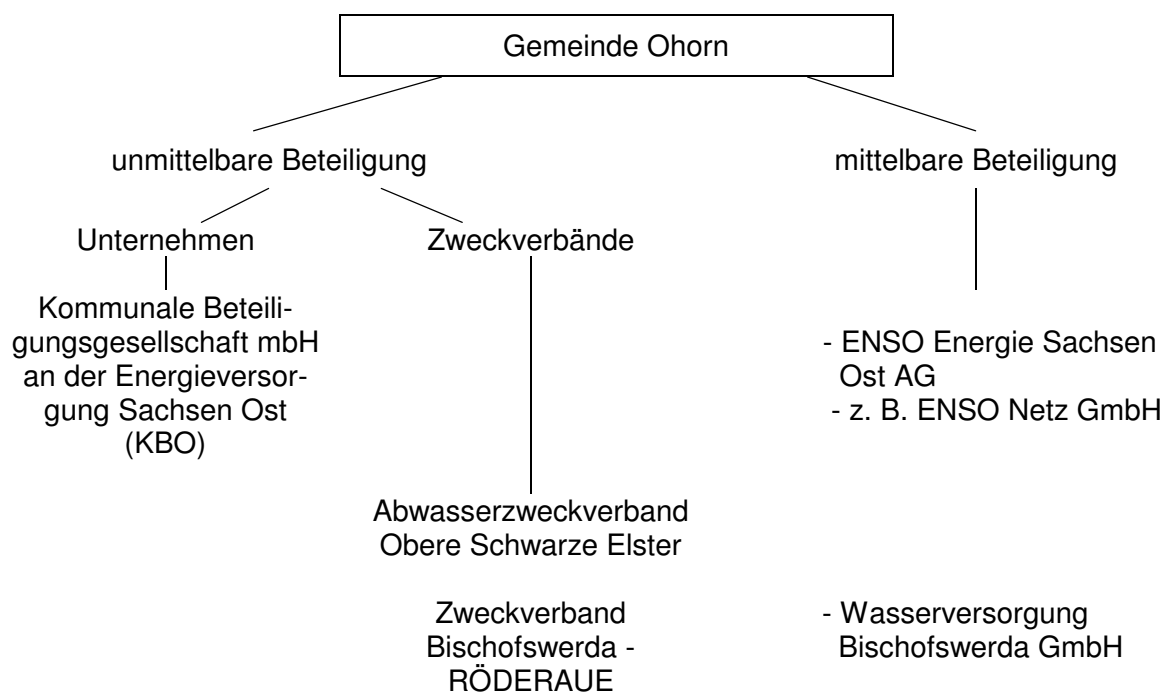 Gemeinde Ohorn
unmittelbare Beteiligung
mittelbare Beteiligung
Unternehmen
Zweckverbände
Kommunale Beteili-
gungsgesellschaft mbH
an der Energieversor-
gung Sachsen Ost
(KBO)
- ENSO Energie Sachsen
Ost AG
- z. B. ENSO Netz GmbH
Abwasserzweckverband
Obere Schwarze Elster
Zweckverband
Bischofswerda -
RÖDERAUE
- Wasserversorgung
Bischofswerda GmbH